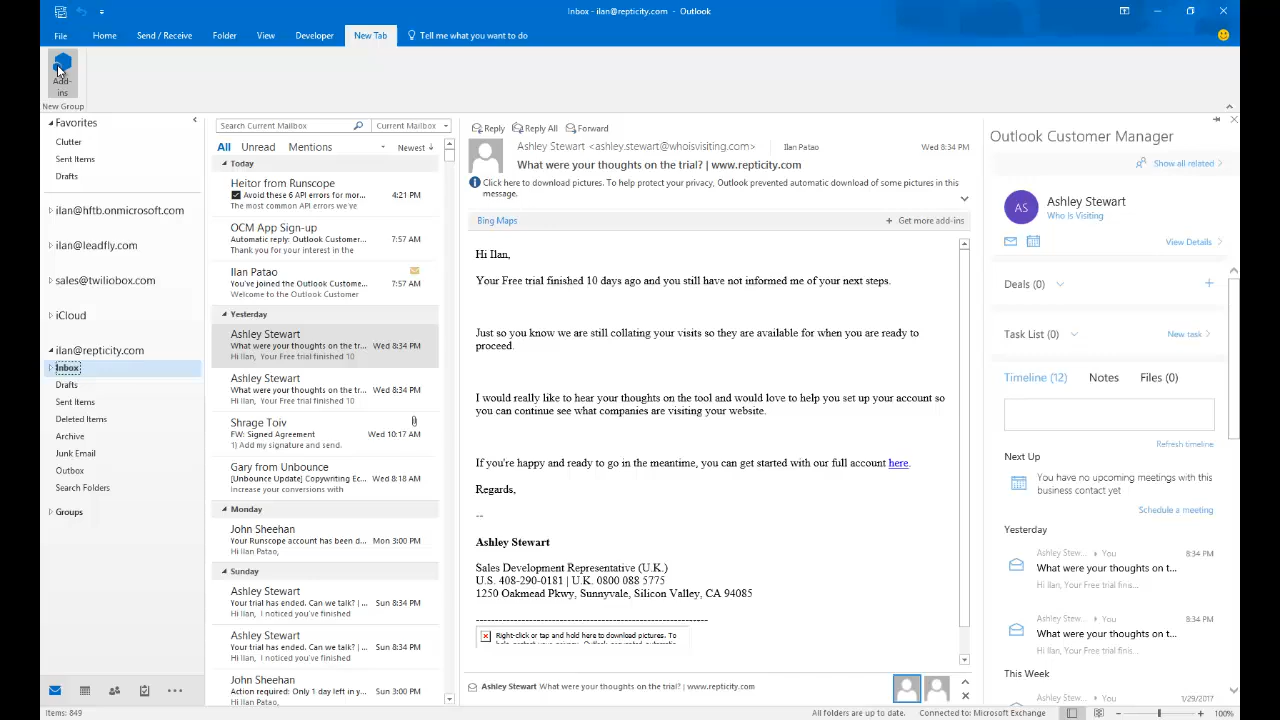 Inbox - ilan@repticity.com - Outlook
File Home Send / Receive Folder View Developer New Tab Tell me what you want to do
Add-
ins
New Group
Favorites
Clutter
Sent Items
Drafts
ilan@hftb.onmicrosoft.com
ilan@leadfly.com
sales@twiliobox.com
iCloud
ilan@repticity.com
Inbox
Drafts
Sent Items
Deleted Items
Archive
Junk Email
Outbox
Search Folders
Groups
Search Current Mailbox Current Mailbox
All Unread Mentions Newest
Today
Heitor from Runscope
Avoid these 6 API errors for mor... 4:21 PM
The most common API errors we've
OCM App Sign-up
Automatic reply: Outlook Customer... 7:57 AM
Thank you for your interest in the
Ilan Patao
You've joined the Outlook Custome... 7:57 AM
Welcome to the Outlook Customer
Yesterday
Ashley Stewart
What were your thoughts on the tr... Wed 8:34 PM
Hi Ilan, Your Free trial finished 10
Ashley Stewart
What were your thoughts on the tr... Wed 8:34 PM
Hi Ilan, Your Free trial finished 10
Shrage Toiv
FW: Signed Agreement Wed 10:17 AM
1) Add my signature and send.
Gary from Unbounce
[Unbounce Update] Copywriting Ec... Wed 8:18 AM
Increase your conversions with
Monday
John Sheehan
Your Runscope account has been d... Mon 3:00 PM
Hi Ilan Patao,
Sunday
Ashley Stewart
Your trial has ended. Can we talk? | ... Sun 8:34 PM
Hi Ilan, I noticed you've finished
Ashley Stewart
Your trial has ended. Can we talk? | ... Sun 8:34 PM
Hi Ilan, I noticed you've finished
John Sheehan
Action required: Only 1 day left in y... Sun 3:00 PM
Hi Ilan Patao,
Reply Reply All Forward
Ashley Stewart <ashley.stewart@whoisvisiting.com> Ilan Patao Wed 8:34 PM
What were your thoughts on the trial? | www.repticity.com
Click here to download pictures. To help protect your privacy, Outlook prevented automatic download of some pictures in this
message.
Bing Maps + Get more add-ins
Hi Ilan,
Your Free trial finished 10 days ago and you still have not informed me of your next steps.
Just so you know we are still collating your visits so they are available for when you are ready to
proceed.
I would really like to hear your thoughts on the tool and would love to help you set up your account so
you can continue see what companies are visiting your website.
If you're happy and ready to go in the meantime, you can get started with our full account here.
Regards,
--
Ashley Stewart
Sales Development Representative (U.K.)
U.S. 408-290-0181 | U.K. 0800 088 5775
1250 Oakmead Pkwy, Sunnyvale, Silicon Valley, CA 94085
------------------------------------------------------
Right-click or tap and hold here to download pictures. To
Ashley Stewart What were your thoughts on the trial? | www.repticity.com
Outlook Customer Manager
Show all related
AS
Ashley Stewart
Who Is Visiting
View Details
Deals (0) +
Task List (0) New task
Timeline (12) Notes Files (0)
Refresh timeline
Next Up
You have no upcoming meetings with this
business contact yet
Schedule a meeting
Yesterday
Ashley Stew... You 8:34 PM
What were your thoughts on t...
Hi Ilan, Your Free trial finis...
Ashley Stew... You 8:34 PM
What were your thoughts on t...
Hi Ilan, Your Free trial finis...
This Week
Ashley Stew... You 1/29/2017
Items: 849 All folders are up to date. Connected to: Microsoft Exchange 100%